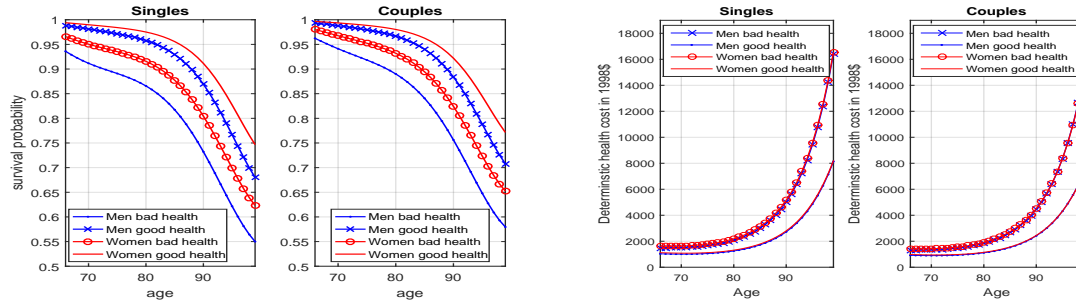 Singles
survival probability
1
0.95
0.9
0.85
0.8
0.75
0.7
0.65
0.6
0.55
0.5
Men bad health
Men good health
Women bad health
Women good health
70
80
90
age
Couples
1
0.95
0.9
0.85
0.8
0.75
0.7
0.65
0.6
0.55
0.5
Men bad health
Men good health
Women bad health
Women good health
70
80
90
age
Singles
Deterministic health cost in 1998$
18000
16000
14000
12000
10000
8000
6000
4000
2000
0
Men bad health
Men good health
Women bad health
Women good health
70
80
90
Age
Couples
Deterministic health cost in 1998$
18000
16000
14000
12000
10000
8000
6000
4000
2000
0
Men bad health
Men good health
Women bad health
Women good health
70
80
90
Age